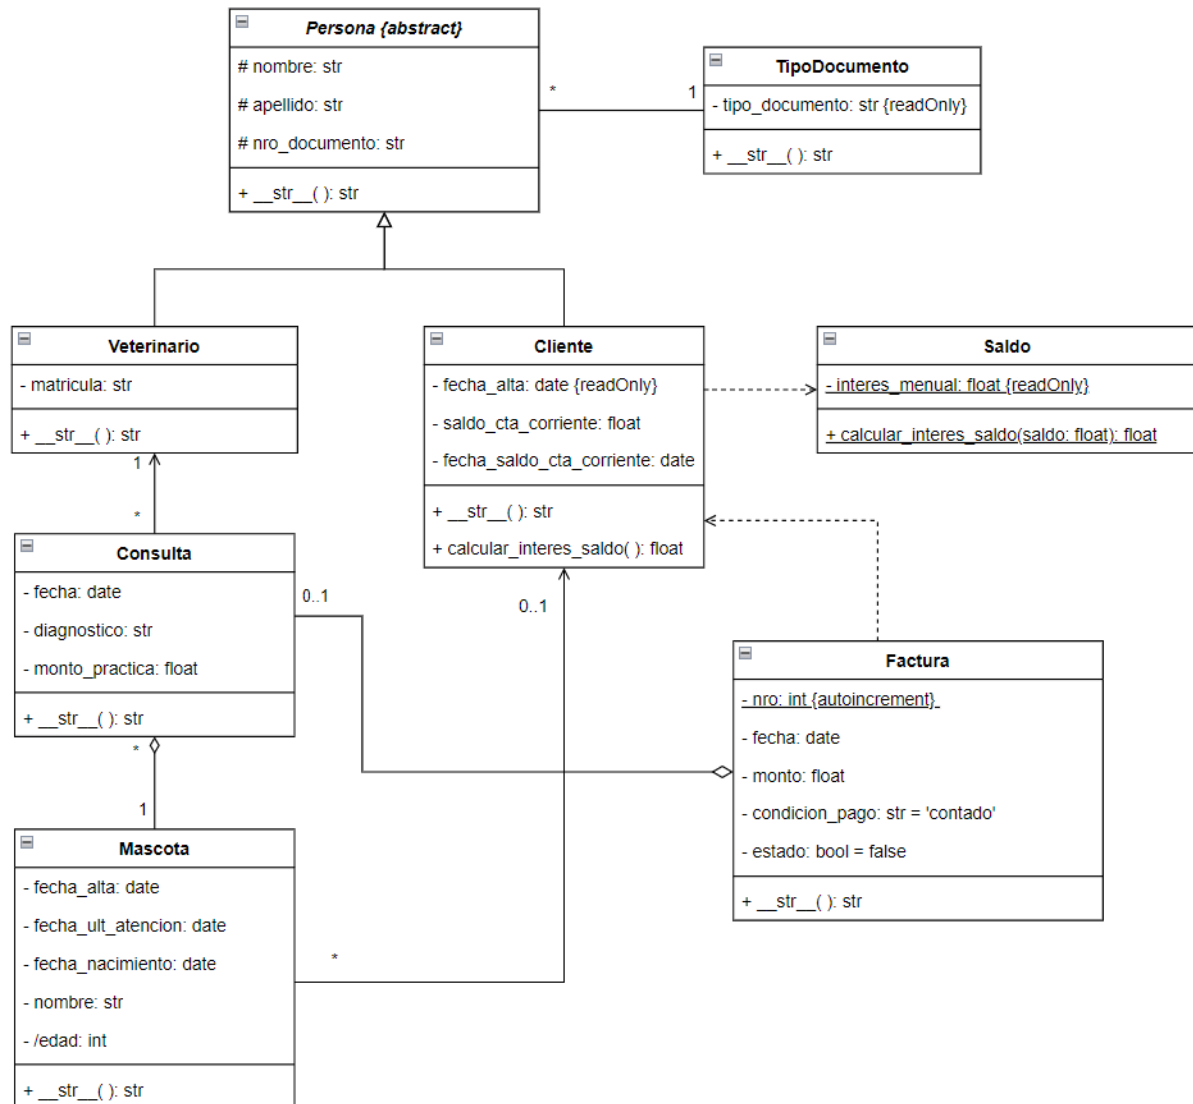 Persona {abstract}
# nombre: str
# apellido: str
# nro_documento: str
+ __str__( ): str
*
1
TipoDocumento
- tipo_documento: str {readOnly}
+ __str__( ): str
Veterinario
- matricula: str
+ __str__( ): str
Cliente
- fecha_alta: date {readOnly}
- saldo_cta_corriente: float
- fecha_saldo_cta_corriente: date
+ __str__( ): str
+ calcular_interes_saldo( ): float
Saldo
- interes_menual: float {readOnly}
+ calcular_interes_saldo(saldo: float): float
1
*
Consulta
- fecha: date
- diagnostico: str
- monto_practica: float
+ __str__( ): str
0..1
0..1
Factura
- nro: int {autoincrement}
- fecha: date
- monto: float
- condicion_pago: str = 'contado'
- estado: bool = false
+ __str__( ): str
*
1
Mascota
- fecha_alta: date
- fecha_ult_atencion: date
- fecha_nacimiento: date
- nombre: str
- /edad: int
+ __str__( ): str
*